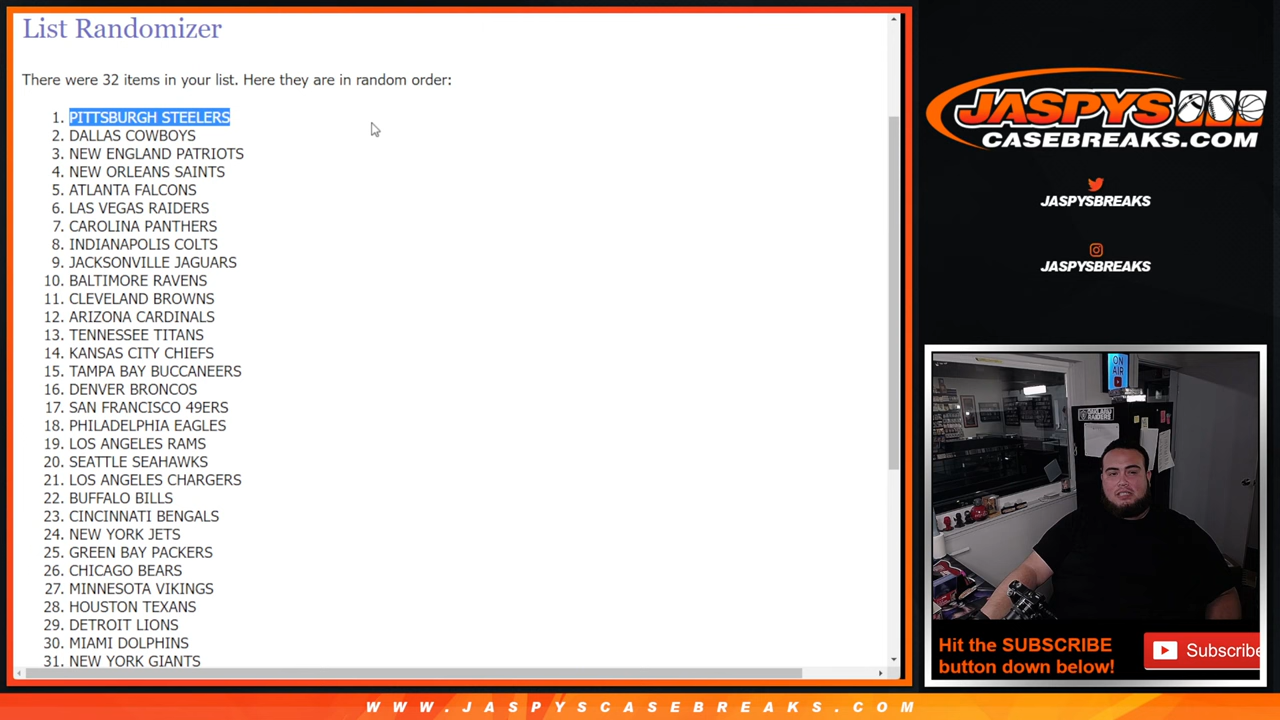 List Randomizer
There were 32 items in your list. Here they are in random order:
1. PITTSBURGH STEELERS
2. DALLAS COWBOYS
3. NEW ENGLAND PATRIOTS
4. NEW ORLEANS SAINTS
5. ATLANTA FALCONS
6. LAS VEGAS RAIDERS
7. CAROLINA PANTHERS
8. INDIANAPOLIS COLTS
9. JACKSONVILLE JAGUARS
10. BALTIMORE RAVENS
11. CLEVELAND BROWNS
12. ARIZONA CARDINALS
13. TENNESSEE TITANS
14. KANSAS CITY CHIEFS
15. TAMPA BAY BUCCANEERS
16. DENVER BRONCOS
17. SAN FRANCISCO 49ERS
18. PHILADELPHIA EAGLES
19. LOS ANGELES RAMS
20. SEATTLE SEAHAWKS
21. LOS ANGELES CHARGERS
22. BUFFALO BILLS
23. CINCINNATI BENGALS
24. NEW YORK JETS
25. GREEN BAY PACKERS
26. CHICAGO BEARS
27. MINNESOTA VIKINGS
28. HOUSTON TEXANS
29. DETROIT LIONS
30. MIAMI DOLPHINS
31. NEW YORK GIANTS
JASPYS
CASEBREAKS.COM
JASPYSBREAKS
JASPYSBREAKS
ON
AIR
OAKLAND
RAIDERS
Hit the SUBSCRIBE
button down below!
Subscribe
WWW.JASPYSCASEBREAKS.COM